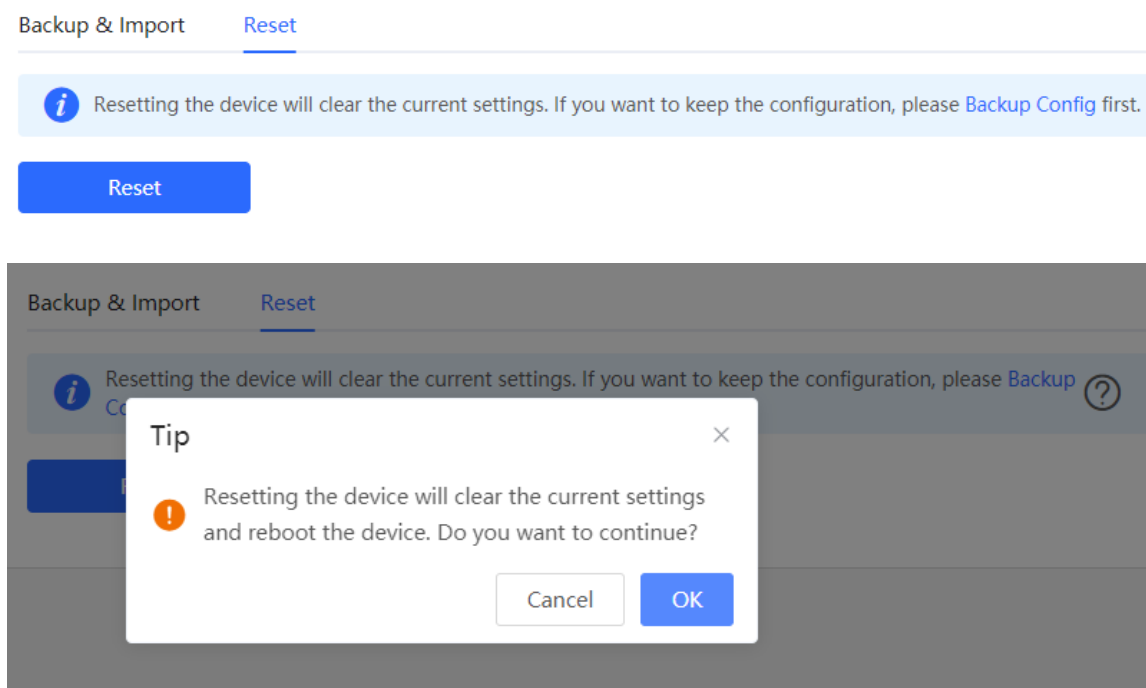 Backup & Import Reset
Resetting the device will clear the current settings. If you want to keep the configuration, please Backup Config first.
Reset
Backup & Import Reset
Resetting the device will clear the current settings. If you want to keep the configuration, please Backup
Tip
Resetting the device will clear the current settings
and reboot the device. Do you want to continue?
Cancel OK